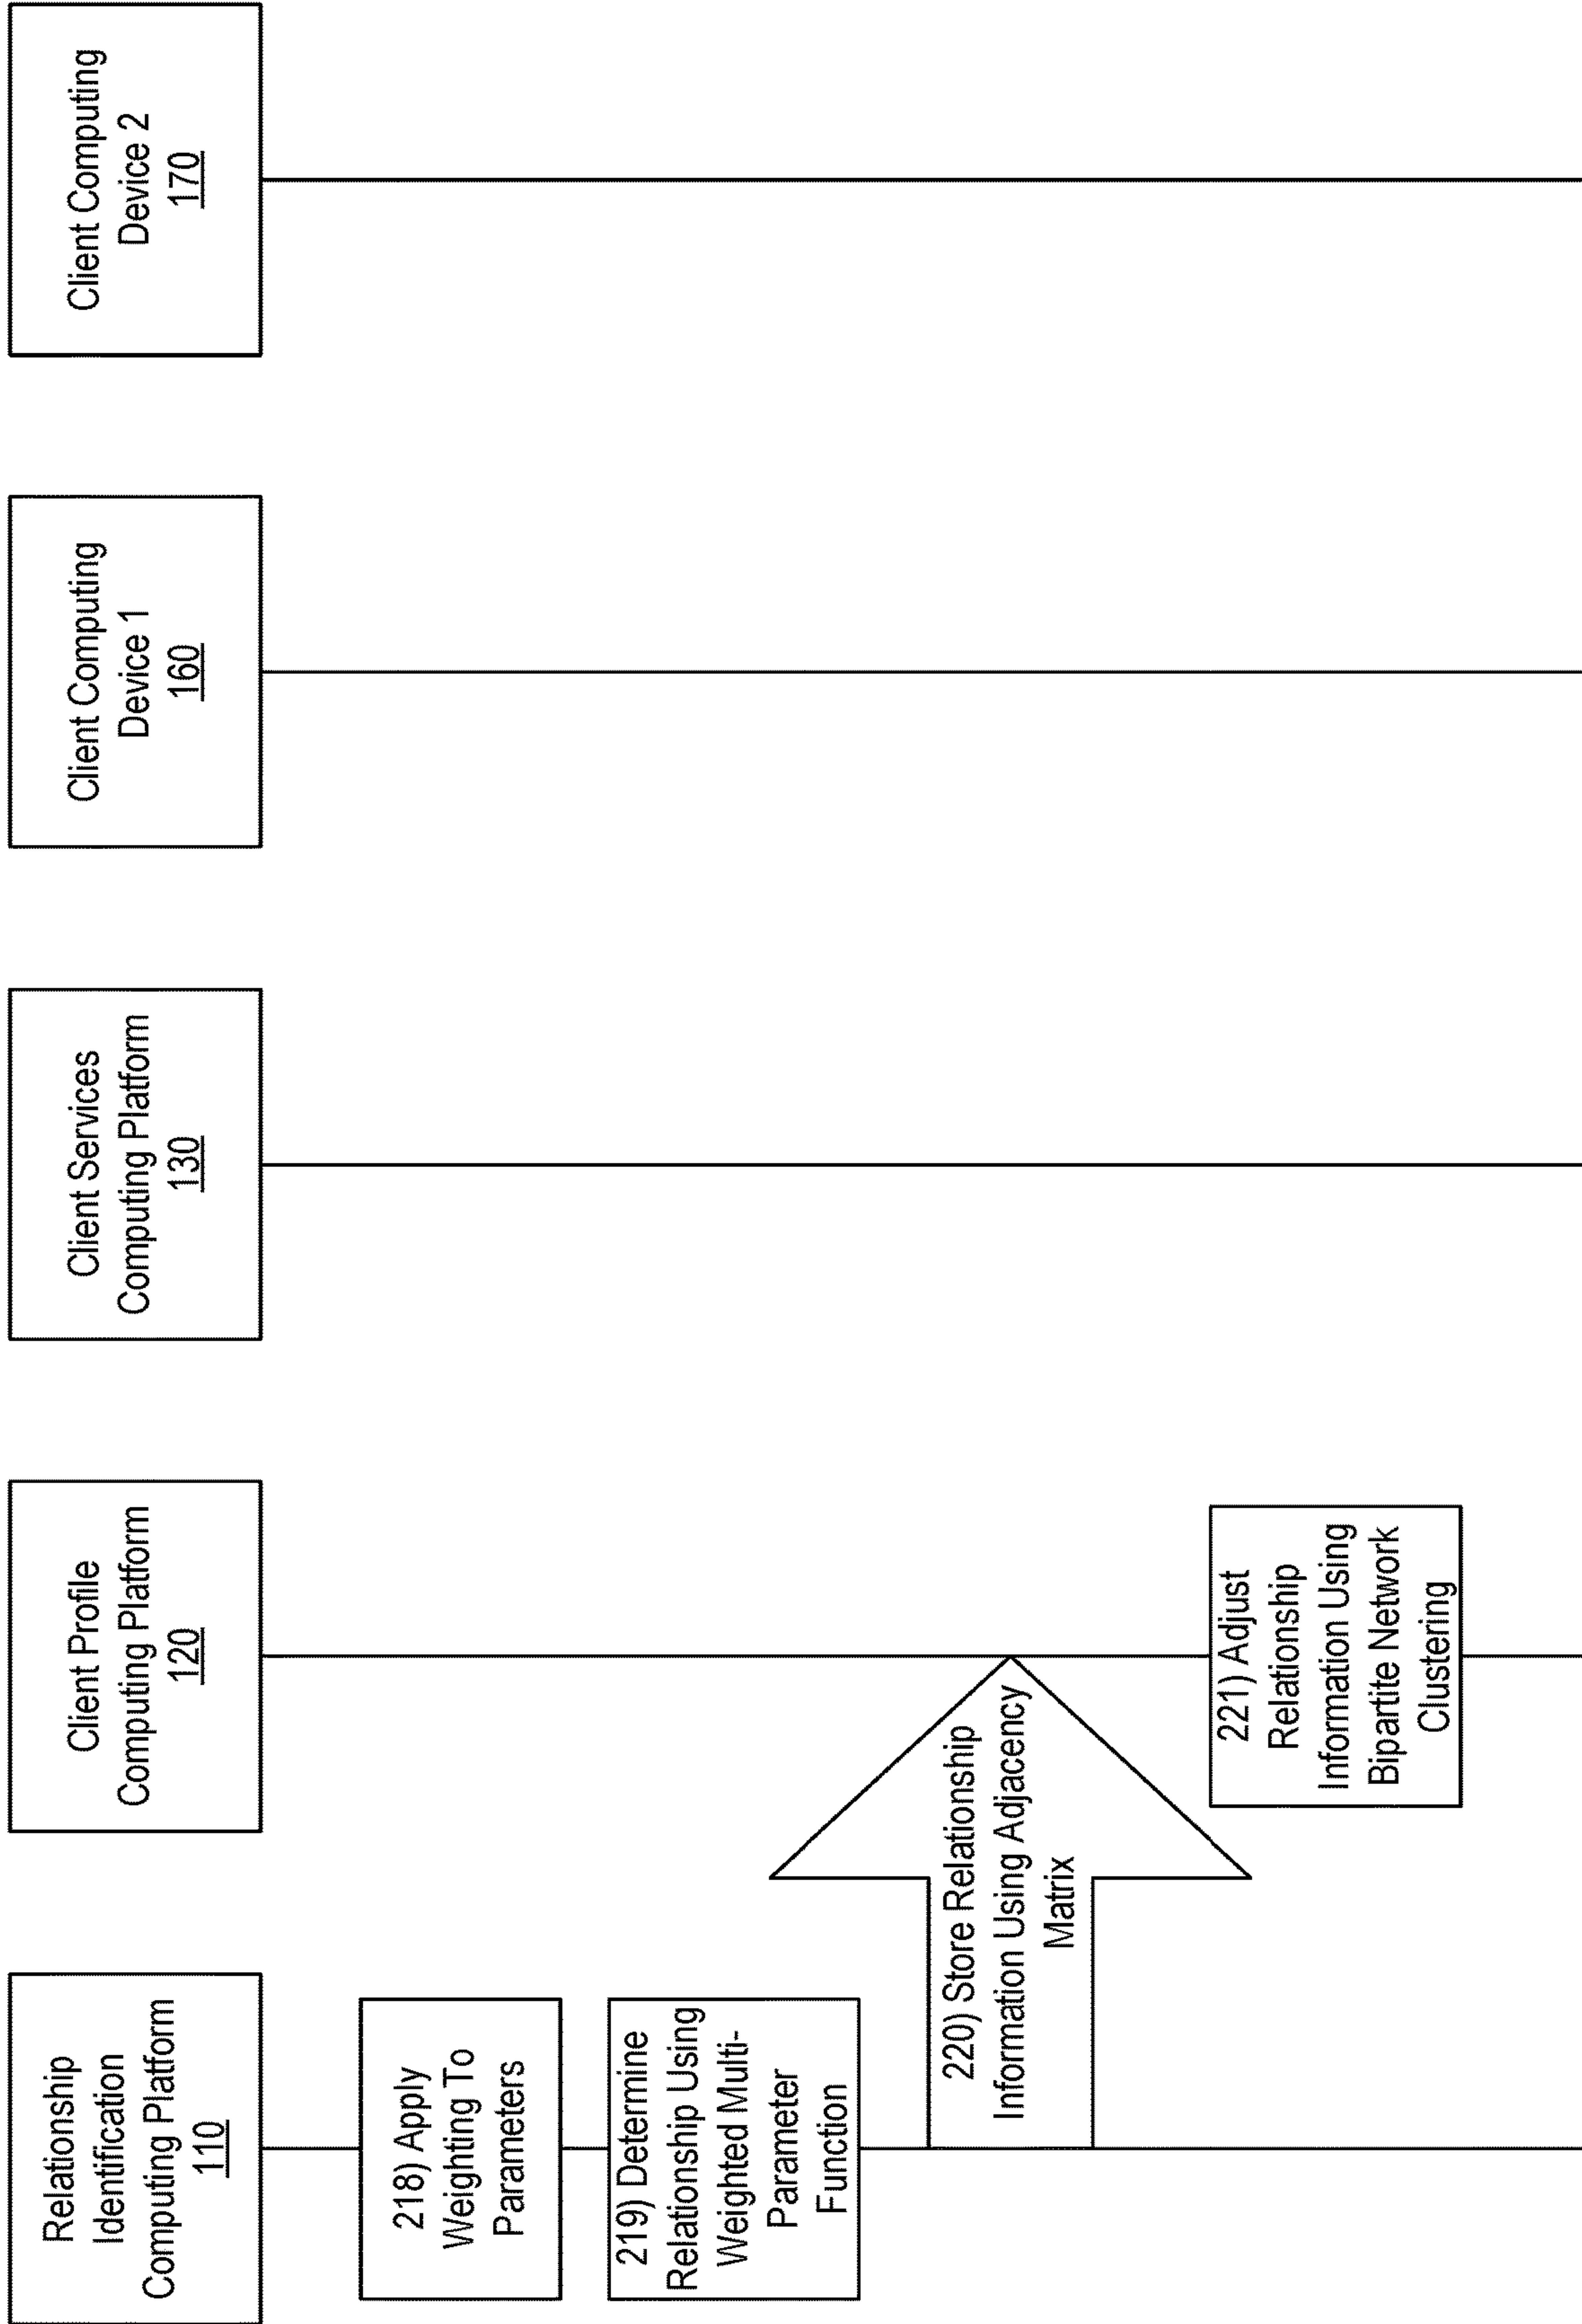 Relationship
Identification
Computing Platform
110
Client Profile
Computing Platform
120
Client Services
Computing Platform
130
Client Computing
Device 1
160
Client Computing
Device 2
170
218) Apply
Weighting To
Parameters
219) Determine
Relationship Using
Weighted Multi-
Parameter
Function
220) Store Relationship
Information Using Adjacency
Matrix
221) Adjust
Relationship
Information Using
Bipartite Network
Clustering